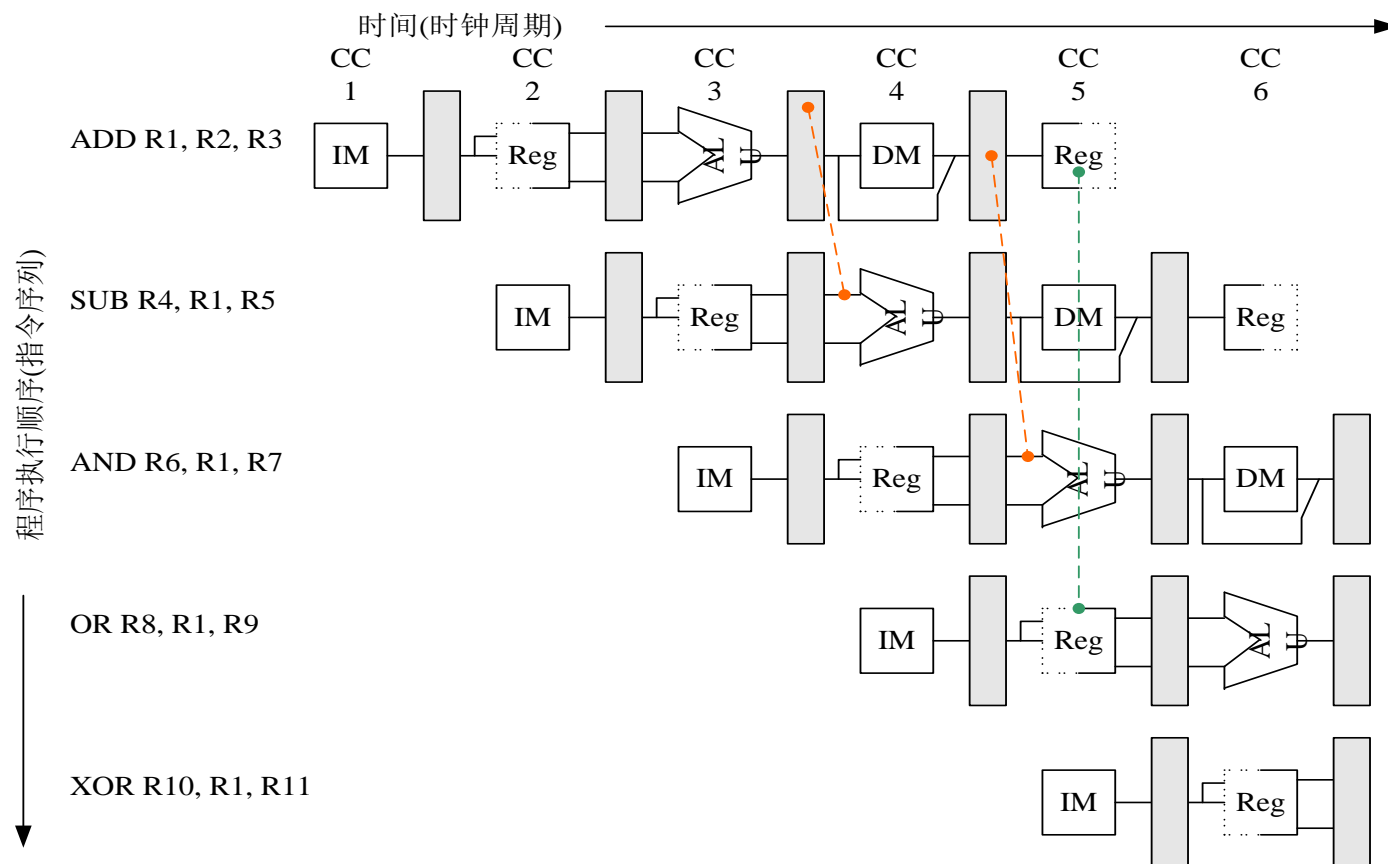 时间(时钟周期)
CC 1
CC 2
CC 3
CC 4
CC 5
CC 6
程序执行顺序(指令序列)
ADD R1, R2, R3
IM
Reg
ALU
DM
Reg
SUB R4, R1, R5
IM
Reg
ALU
DM
Reg
AND R6, R1, R7
IM
Reg
ALU
DM
OR R8, R1, R9
IM
Reg
ALU
XOR R10, R1, R11
IM
Reg